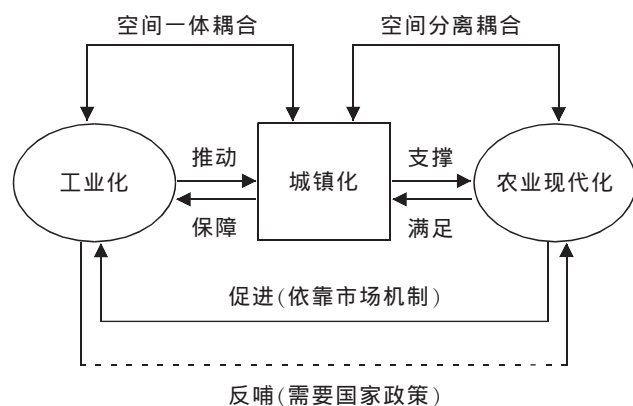 空间一体耦合
空间分离耦合
推动
支撑
工业化
城镇化
农业现代化
保障
满足
促进(依靠市场机制)
反哺(需要国家政策)